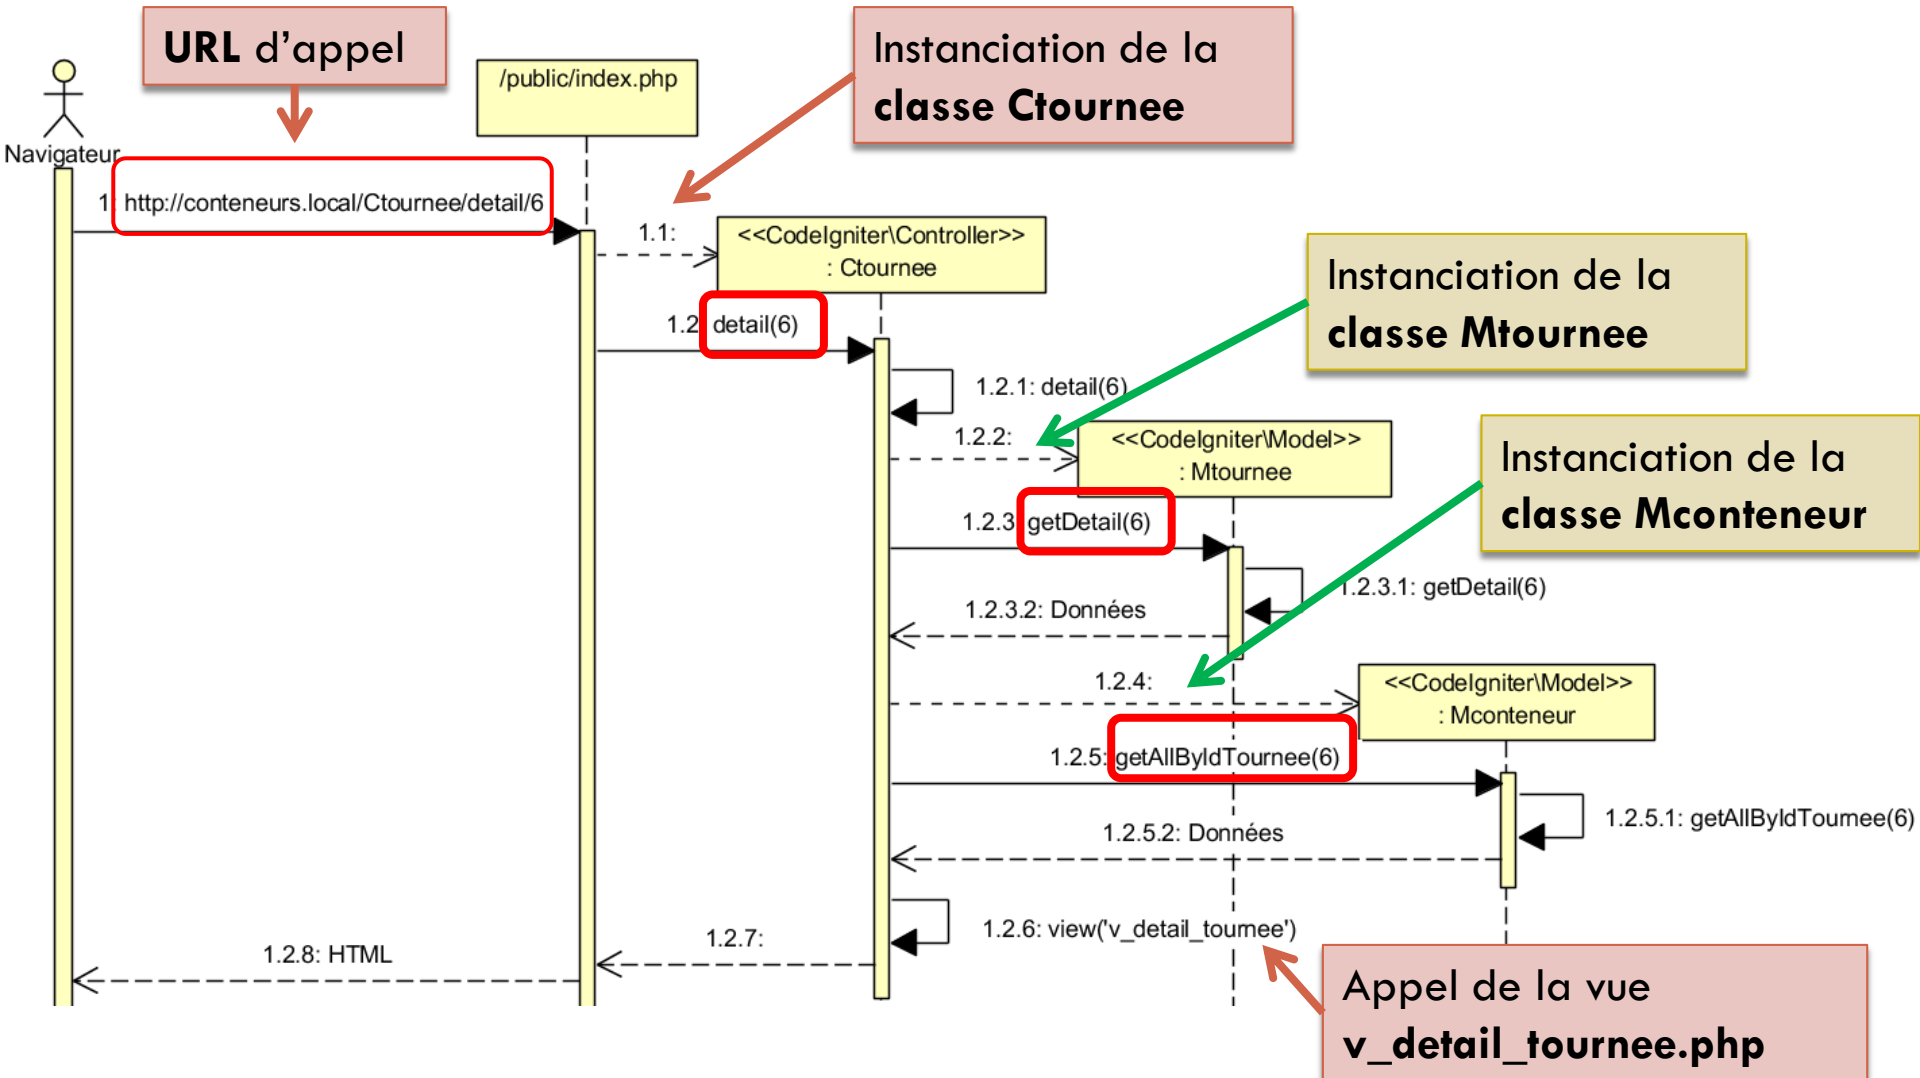 URL d'appel
Instanciation de la
classe Ctournee
/public/index.php
Navigateur
1: http://conteneurs.local/Ctournee/detail/6
1.1:
<<CodeIgniter\Controller>>
: Ctournee
Instanciation de la
classe Mtournee
1.2: detail(6)
1.2.1: detail(6)
1.2.2:
<<CodeIgniter\Model>>
: Mtournee
Instanciation de la
classe Mconteneur
1.2.3: getDetail(6)
1.2.3.1: getDetail(6)
1.2.3.2: Données
1.2.4:
<<CodeIgniter\Model>>
: Mconteneur
1.2.5: getAllByIdTournee(6)
1.2.5.1: getAllByIdTournee(6)
1.2.5.2: Données
1.2.6: view('v_detail_tournee')
1.2.7:
1.2.8: HTML
Appel de la vue
v_detail_tournee.php